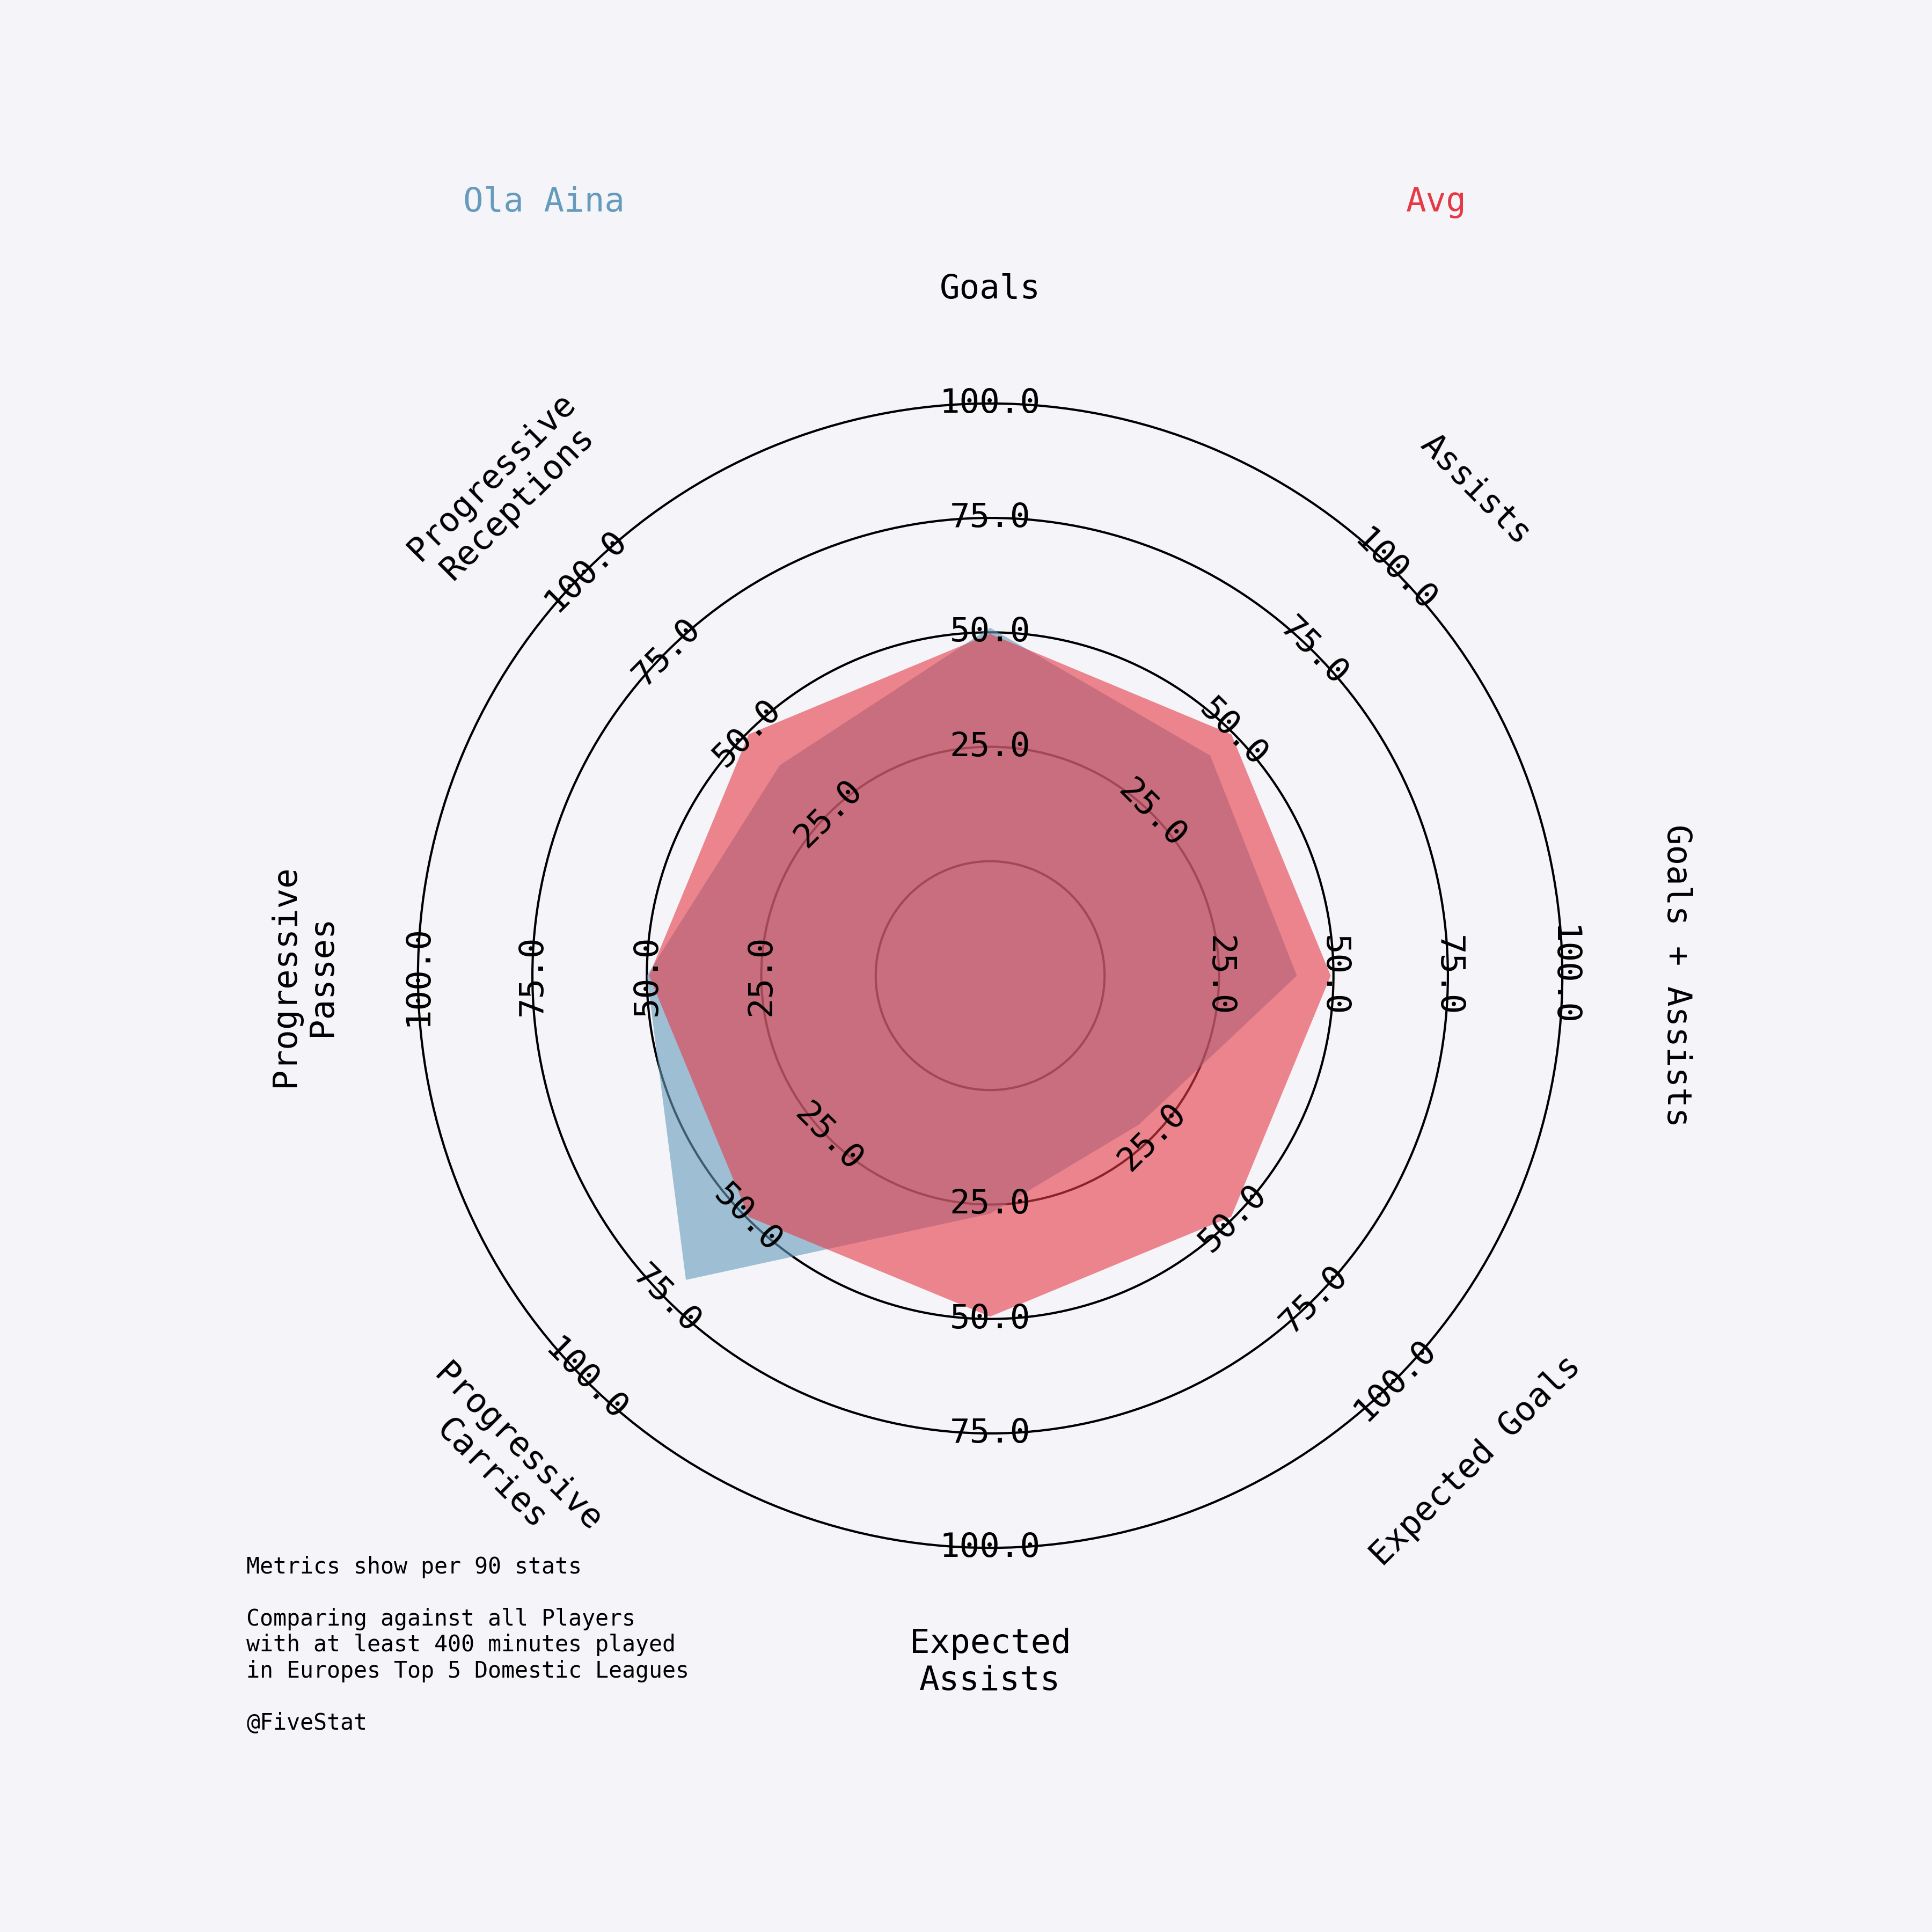 Ola Aina
Avg
Goals
Assists
Goals + Assists
Expected Goals
Expected
Assists
Progressive
Carries
Progressive
Passes
Progressive
Receptions
25.0
50.0
75.0
100.0
25.0
50.0
75.0
100.0
25.0
50.0
75.0
100.0
25.0
50.0
75.0
100.0
25.0
50.0
75.0
100.0
25.0
50.0
75.0
100.0
25.0
50.0
75.0
100.0
25.0
50.0
75.0
100.0
Metrics show per 90 stats
Comparing against all Players
with at least 400 minutes played
in Europes Top 5 Domestic Leagues
@FiveStat